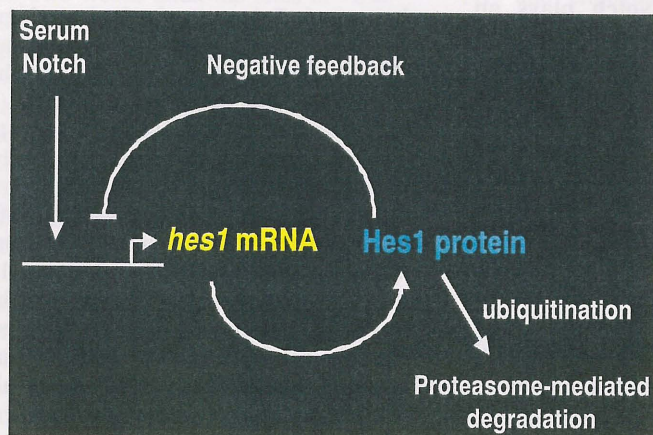 Serum
Notch
Negative feedback
hes1 mRNA
Hes1 protein
ubiquitination
Proteasome-mediated
degradation